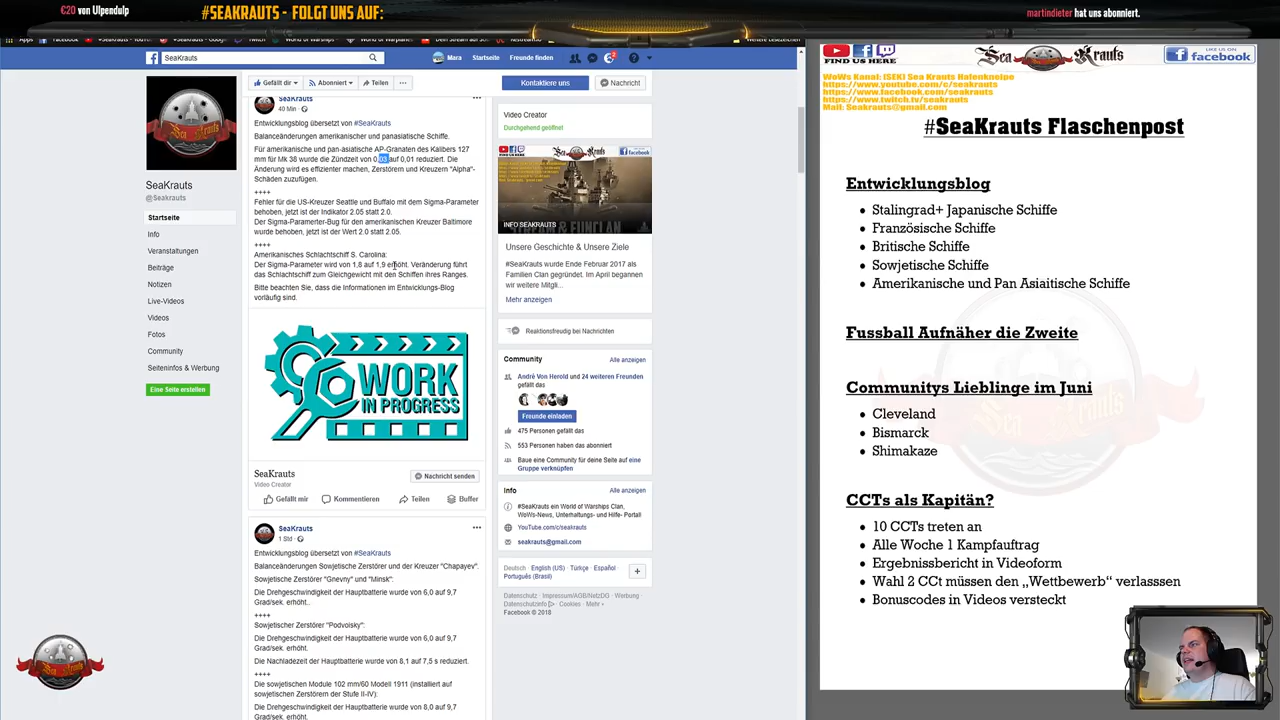 €20 von Ulpendulp
#SEAKRAUTS - FOLGT UNS AUF:
martindieter hat uns abonniert.
SeaKrauts
Mara Startseite Freunde finden
Gefällt dir Abonniert Teilen
Kontaktiere uns
Nachricht
SeaKrauts
@Seakrauts
Startseite
Info
Veranstaltungen
Beiträge
Notizen
Live-Videos
Videos
Fotos
Community
Seiteninfos & Werbung
Eine Seite erstellen
SeaKrauts
40 Min
Entwicklungsblog übersetzt von #SeaKrauts
Balanceänderungen amerikanischer und panasiatische Schiffe.
Für amerikanische und pan-asiatische AP-Granaten des Kalibers 127
mm für Mk 38 wurde die Zündzeit von 0,03 auf 0,01 reduziert. Die
Änderung wird es effizienter machen, Zerstörern und Kreuzern "Alpha"-
Schäden zuzufügen.
++++
Fehler für die US-Kreuzer Seattle und Buffalo mit dem Sigma-Parameter
behoben, jetzt ist der Indikator 2.05 statt 2.0.
Der Sigma-Paramerter-Bug für den amerikanischen Kreuzer Baltimore
wurde behoben, jetzt ist der Wert 2.0 statt 2.05.
++++
Amerikanisches Schlachtschiff S. Carolina:
Der Sigma-Parameter wird von 1,8 auf 1,9 erhöht. Veränderung führt
das Schlachtschiff zum Gleichgewicht mit den Schiffen ihres Ranges.
Bitte beachten Sie, dass die Informationen im Entwicklungs-Blog
vorläufig sind.
WORK
IN PROGRESS
SeaKrauts
Video Creator
Nachricht senden
Gefällt mir Kommentieren Teilen Buffer
SeaKrauts
1 Std
Entwicklungsblog übersetzt von #SeaKrauts
Balanceänderungen Sowjetische Zerstörer und der Kreuzer "Chapayev".
Sowjetische Zerstörer "Gnevny" und "Minsk":
Die Drehgeschwindigkeit der Hauptbatterie wurde von 6,0 auf 9,7
Grad/sek. erhöht..
++++
Sowjetischer Zerstörer "Podvoisky":
Die Drehgeschwindigkeit der Hauptbatterie wurde von 6,0 auf 9,7
Grad/sek. erhöht.
Die Nachladezeit der Hauptbatterie wurde von 8,1 auf 7,5 s reduziert.
++++
Die sowjetischen Module 102 mm/60 Modell 1911 (installiert auf
sowjetischen Zerstörern der Stufe II-IV):
Die Drehgeschwindigkeit der Hauptbatterie wurde von 8,0 auf 9,7
Grad/sek. erhöht.
Video Creator
Durchgehend geöffnet
INFO SEAKRAUTS
Unsere Geschichte & Unsere Ziele
#SeaKrauts wurde Ende Februar 2017 als
Familien Clan gegründet. Im April begannen
wir weitere Mitgli...
Mehr anzeigen
Reaktionsfreudig bei Nachrichten
Community
Alle anzeigen
André Von Herold und 24 weiteren Freunden
gefällt das
Freunde einladen
475 Personen gefällt das
553 Personen haben das abonniert
Baue eine Community für deine Seite auf eine
Gruppe verknüpfen
Info
Alle anzeigen
#SeaKrauts ein World of Warships Clan,
WoWs-News, Unterhaltungs- und Hilfe- Portal!
YouTube.com/c/seakrauts
seakrauts@gmail.com
Deutsch · English (US) · Türkçe · Español ·
Português (Brasil)
Datenschutz · Impressum/AGB/NetzDG · Werbung ·
Datenschutzinfo · Cookies · Mehr
Facebook © 2018
FIND US HERE
Sea Krauts
LIKE US ON
facebook
WoWs Kanal: [SEK] Sea Krauts Hafenkneipe
https://www.youtube.com/c/seakrauts
https://www.facebook.com/seakrauts
https://www.twitch.tv/seakrauts
Mail: Seakrauts@gmail.com
#SeaKrauts Flaschenpost
Entwicklungsblog
Stalingrad+ Japanische Schiffe
Französische Schiffe
Britische Schiffe
Sowjetische Schiffe
Amerikanische und Pan Asiaitische Schiffe
Fussball Aufnäher die Zweite
Communitys Lieblinge im Juni
Cleveland
Bismarck
Shimakaze
CCTs als Kapitän?
10 CCTs treten an
Alle Woche 1 Kampfauftrag
Ergebnissbericht in Videoform
Wahl 2 CCt müssen den „Wettbewerb“ verlasssen
Bonuscodes in Videos versteckt